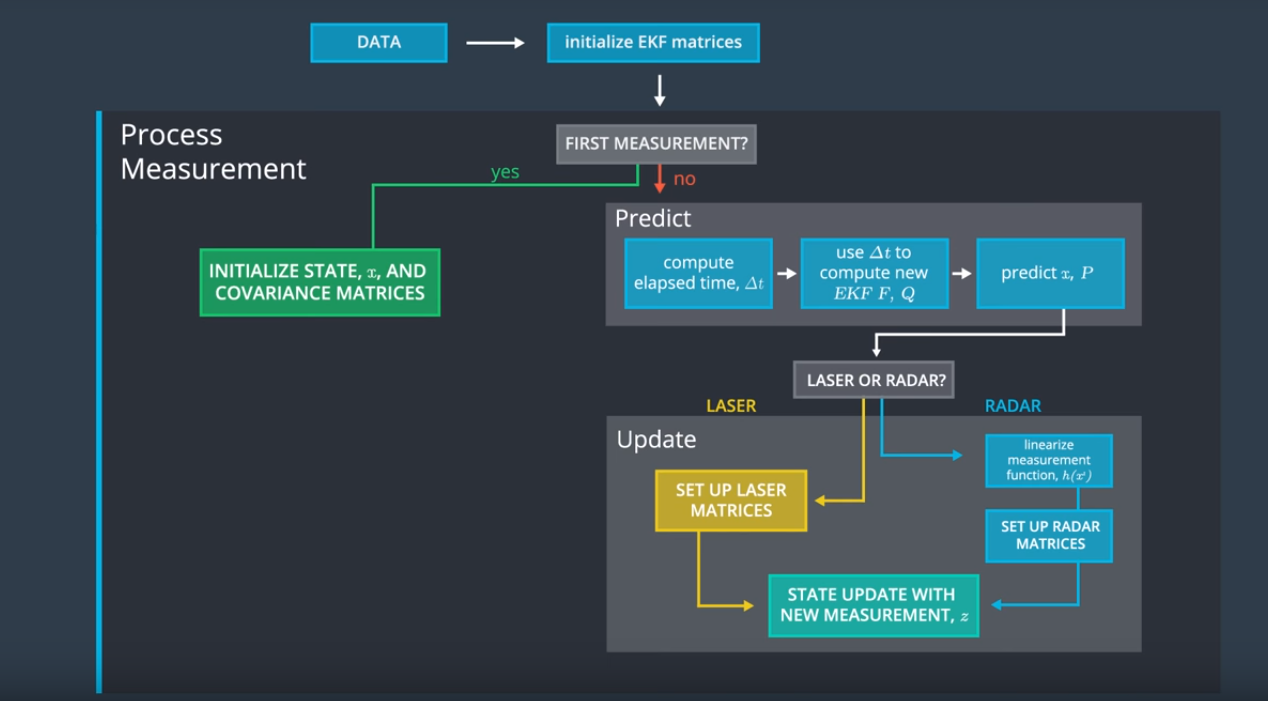 DATA
initialize EKF matrices
Process
Measurement
FIRST MEASUREMENT?
yes
no
INITIALIZE STATE, x, AND
COVARIANCE MATRICES
Predict
compute
elapsed time, Δt
use Δt to
compute new
EKF F, Q
predict x, P
LASER OR RADAR?
LASER
RADAR
Update
SET UP LASER
MATRICES
linearize
measurement
function, h(x')
SET UP RADAR
MATRICES
STATE UPDATE WITH
NEW MEASUREMENT, z